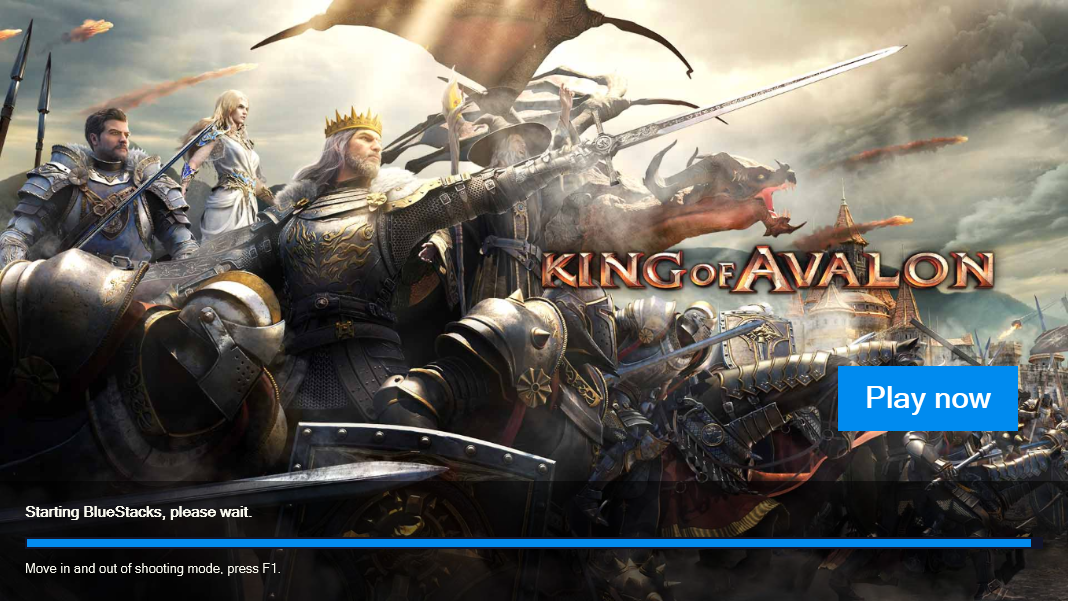 KING OF AVALON
Play now
Starting BlueStacks, please wait.
Move in and out of shooting mode, press F1.